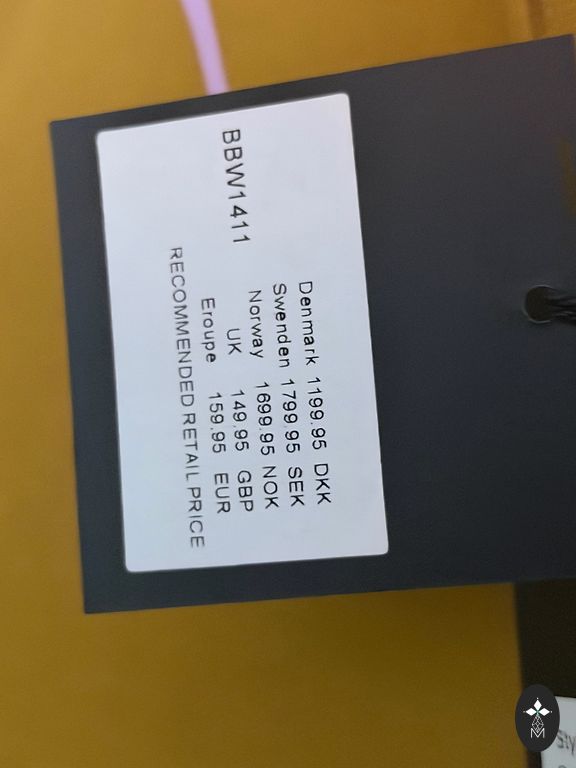 BBW1411
Denmark 1199.95 DKK
Swenden 1799.95 SEK
Norway 1699.95 NOK
UK 149.95 GBP
Eroupe 159.95 EUR
RECOMMENDED RETAIL PRICE
M